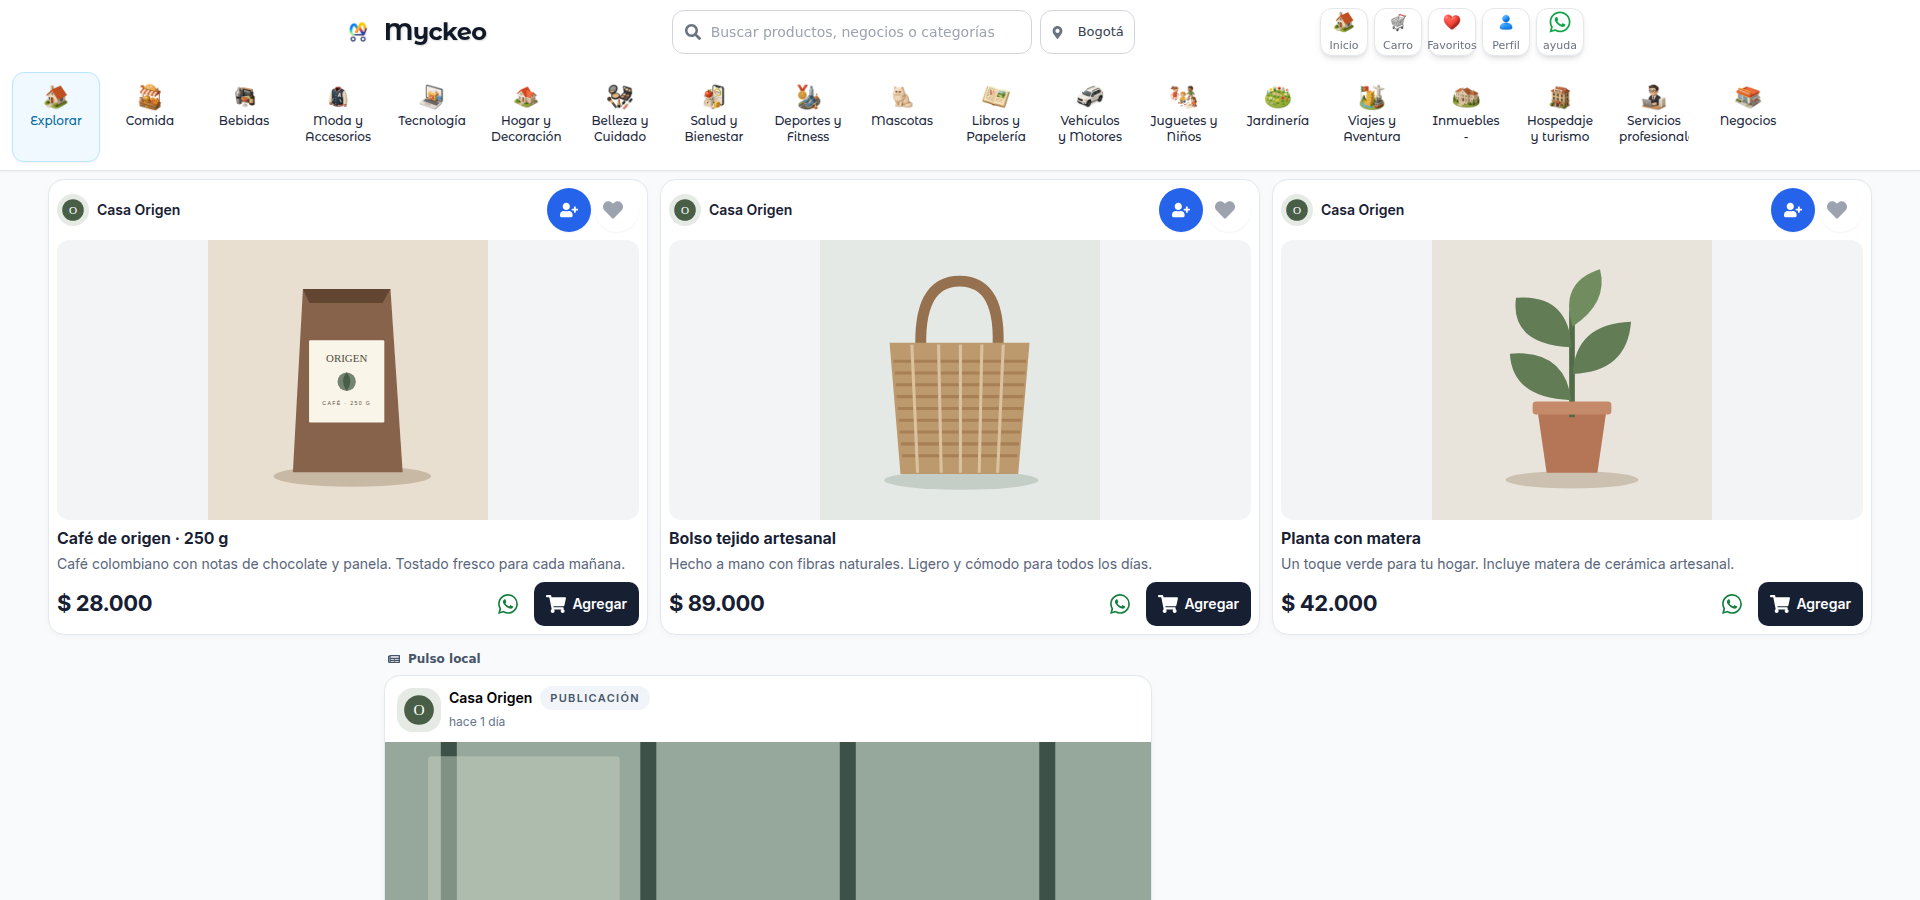 Myckeo
Buscar productos, negocios o categorías
Bogotá
Inicio
Carro
Favoritos
Perfil
ayuda
Explorar
Comida
Bebidas
Moda y
Accesorios
Tecnología
Hogar y
Decoración
Belleza y
Cuidado
Salud y
Bienestar
Deportes y
Fitness
Mascotas
Libros y
Papelería
Vehículos
y Motores
Juguetes y
Niños
Jardinería
Viajes y
Aventura
Inmuebles
-
Hospedaje
y turismo
Servicios
profesional
Negocios
O
Casa Origen
ORIGEN
CAFÉ · 250 G
Café de origen · 250 g
Café colombiano con notas de chocolate y panela. Tostado fresco para cada mañana.
$ 28.000
Agregar
O
Casa Origen
Bolso tejido artesanal
Hecho a mano con fibras naturales. Ligero y cómodo para todos los días.
$ 89.000
Agregar
O
Casa Origen
Planta con matera
Un toque verde para tu hogar. Incluye matera de cerámica artesanal.
$ 42.000
Agregar
Pulso local
O
Casa Origen
PUBLICACIÓN
hace 1 día